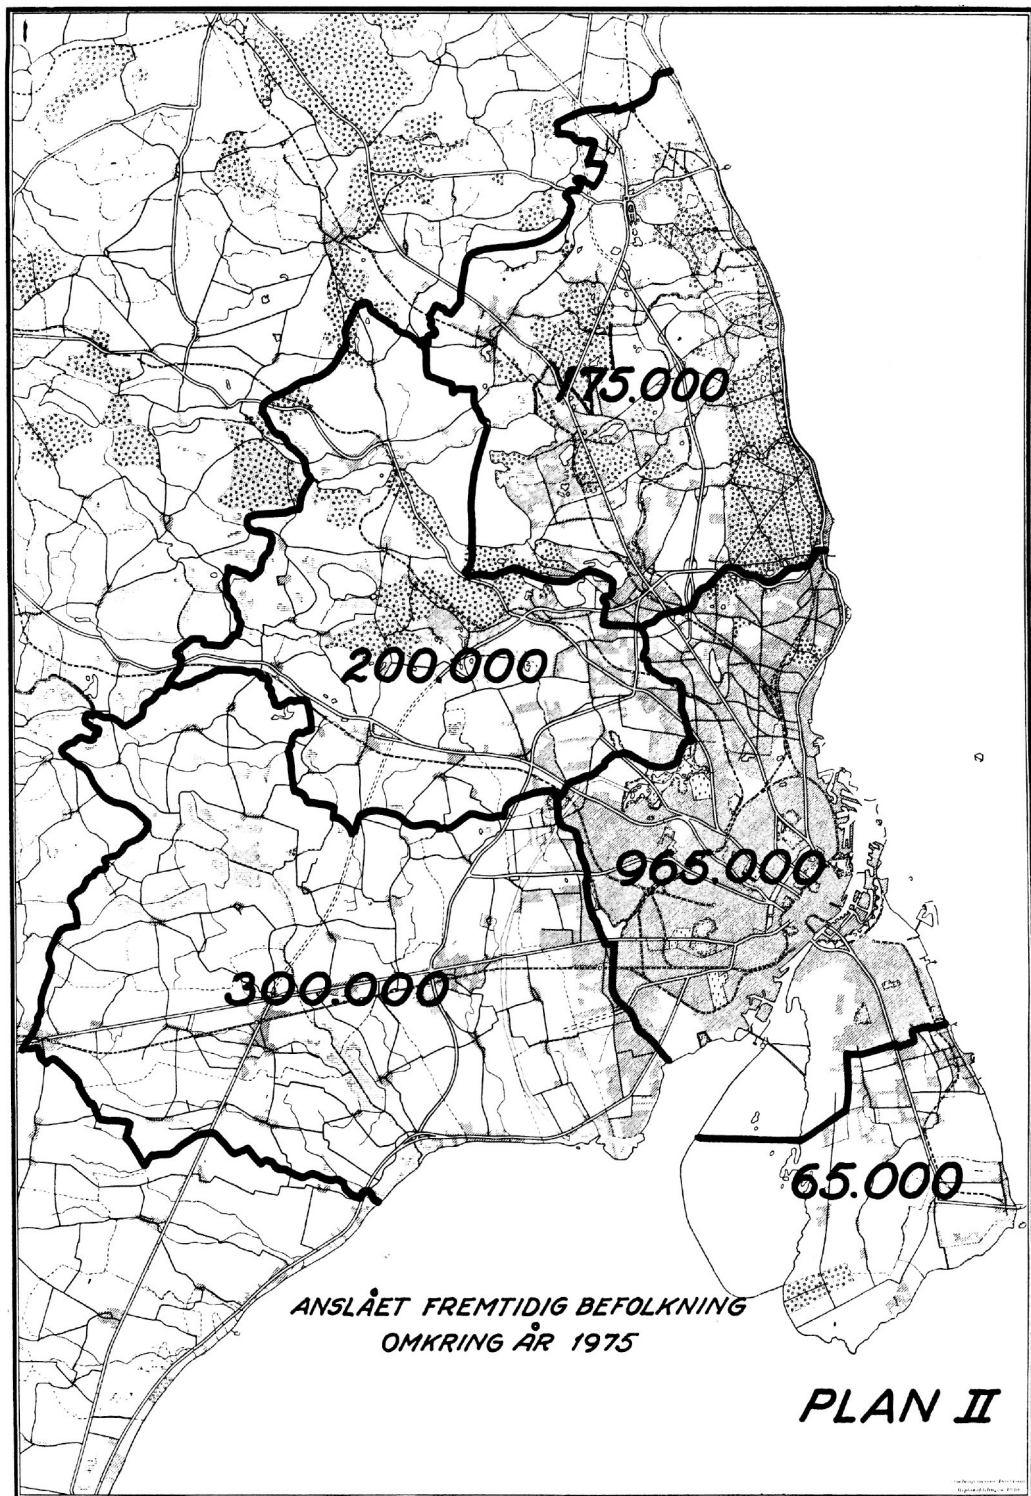 175.000
200.000
965.000
300.000
65.000
ANSLÅET FREMTIDIG BEFOLKNING
OMKRING ÅR 1975
PLAN II